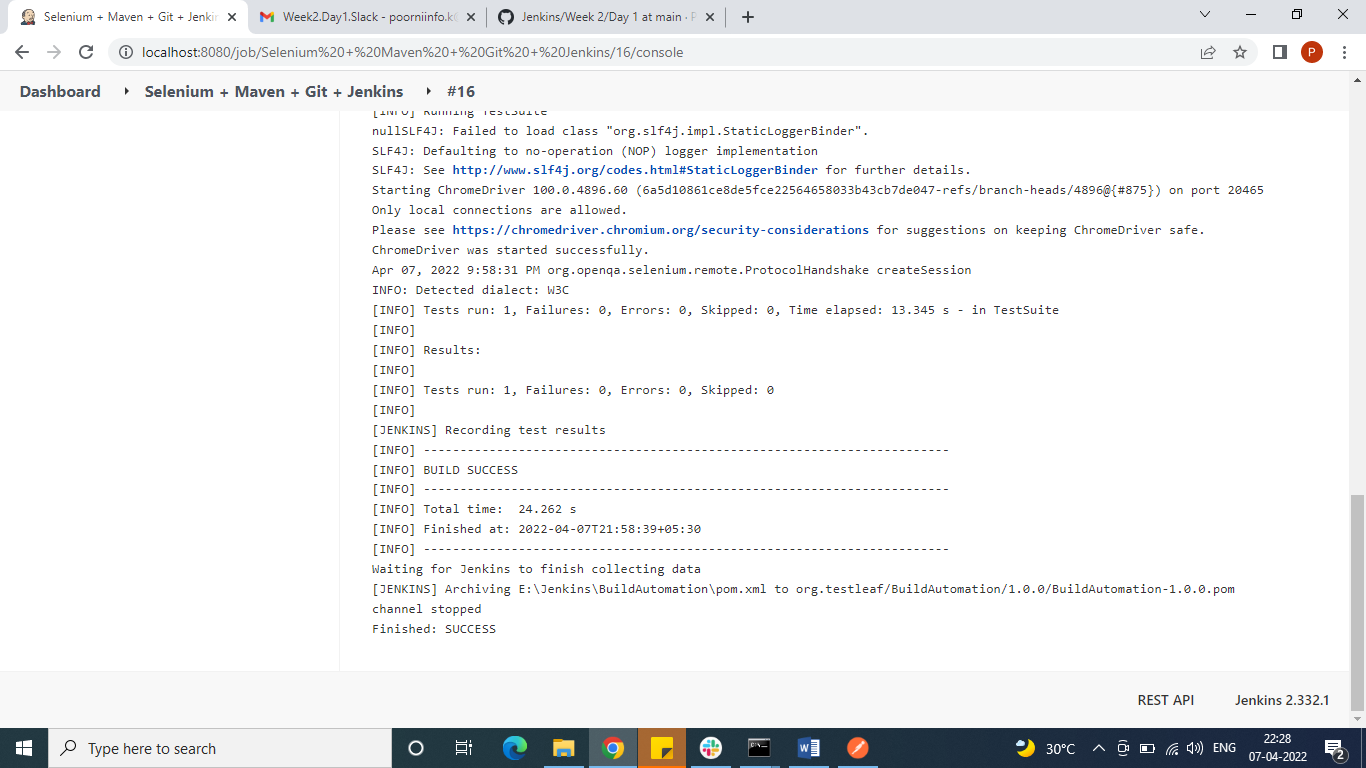 Selenium + Maven + Git + Jenkin
Week2.Day1.Slack - poorniinfo.k
Jenkins/Week 2/Day 1 at main ·
localhost:8080/job/Selenium%20+%20Maven%20+%20Git%20+%20Jenkins/16/console
P
Dashboard
Selenium + Maven + Git + Jenkins
#16
[INFO] Running TestSuite
nullSLF4J: Failed to load class "org.slf4j.impl.StaticLoggerBinder".
SLF4J: Defaulting to no-operation (NOP) logger implementation
SLF4J: See http://www.slf4j.org/codes.html#StaticLoggerBinder for further details.
Starting ChromeDriver 100.0.4896.60 (6a5d10861ce8de5fce22564658033b43cb7de047-refs/branch-heads/4896@{#875}) on port 20465
Only local connections are allowed.
Please see https://chromedriver.chromium.org/security-considerations for suggestions on keeping ChromeDriver safe.
ChromeDriver was started successfully.
Apr 07, 2022 9:58:31 PM org.openqa.selenium.remote.ProtocolHandshake createSession
INFO: Detected dialect: W3C
[INFO] Tests run: 1, Failures: 0, Errors: 0, Skipped: 0, Time elapsed: 13.345 s - in TestSuite
[INFO]
[INFO] Results:
[INFO]
[INFO] Tests run: 1, Failures: 0, Errors: 0, Skipped: 0
[INFO]
[JENKINS] Recording test results
[INFO] ------------------------------------------------------------------------
[INFO] BUILD SUCCESS
[INFO] ------------------------------------------------------------------------
[INFO] Total time:  24.262 s
[INFO] Finished at: 2022-04-07T21:58:39+05:30
[INFO] ------------------------------------------------------------------------
Waiting for Jenkins to finish collecting data
[JENKINS] Archiving E:\Jenkins\BuildAutomation\pom.xml to org.testleaf/BuildAutomation/1.0.0/BuildAutomation-1.0.0.pom
channel stopped
Finished: SUCCESS
REST API
Jenkins 2.332.1
Type here to search
30°C
ENG
22:28
07-04-2022
2